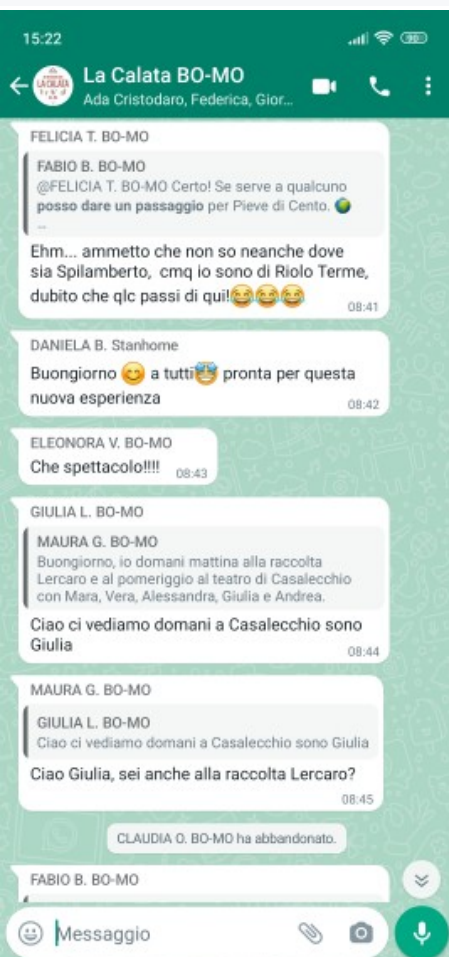 15:22
La Calata BO-MO
Ada Cristodaro, Federica, Gior...
FELICIA T. BO-MO
FABIO B. BO-MO
@FELICIA T. BO-MO Certo! Se serve a qualcuno
posso dare un passaggio per Pieve di Cento.
...
Ehm... ammetto che non so neanche dove
sia Spilamberto, cmq io sono di Riolo Terme,
dubito che qlc passi di qui!😂😂😂
08:41
DANIELA B. Stanhome
Buongiorno 😊 a tutti🤩 pronta per questa
nuova esperienza
08:42
ELEONORA V. BO-MO
Che spettacolo!!!!
08:43
GIULIA L. BO-MO
MAURA G. BO-MO
Buongiorno, io domani mattina alla raccolta
Lercaro e al pomeriggio al teatro di Casalecchio
con Mara, Vera, Alessandra, Giulia e Andrea.
Ciao ci vediamo domani a Casalecchio sono
Giulia
08:44
MAURA G. BO-MO
GIULIA L. BO-MO
Ciao ci vediamo domani a Casalecchio sono Giulia
Ciao Giulia, sei anche alla raccolta Lercaro?
08:45
CLAUDIA O. BO-MO ha abbandonato.
FABIO B. BO-MO
Messaggio